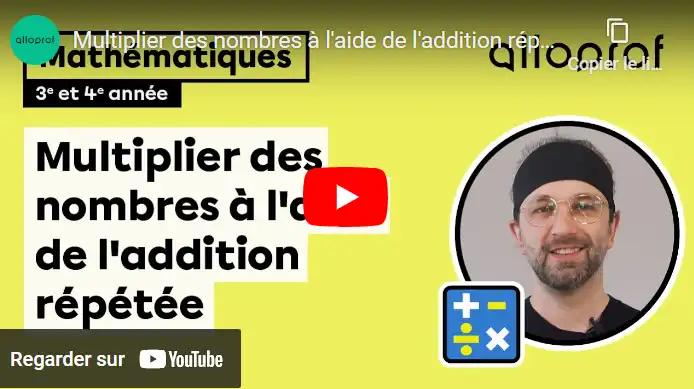 alloprof
Multiplier des nombres à l'aide de l'addition rép...
Copier le li...
Mathématiques
alloprof
3e et 4e année
Multiplier des
nombres à l'a
de l'addition
répétée
Regarder sur YouTube